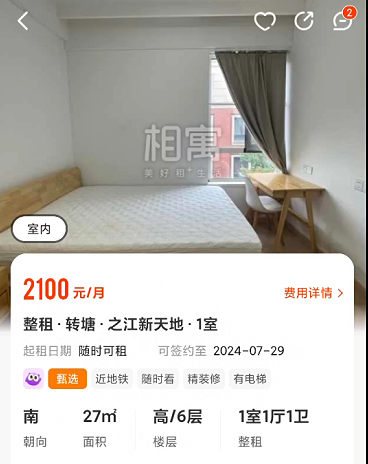 2
相寓
美好租+生活
室内
2100元/月
费用详情
整租·转塘·之江新天地·1室
起租日期 随时可租 可签约至 2024-07-29
甄选 近地铁 随时看 精装修 有电梯
南 27㎡ 高/6层 1室1厅1卫
朝向 面积 楼层 整租